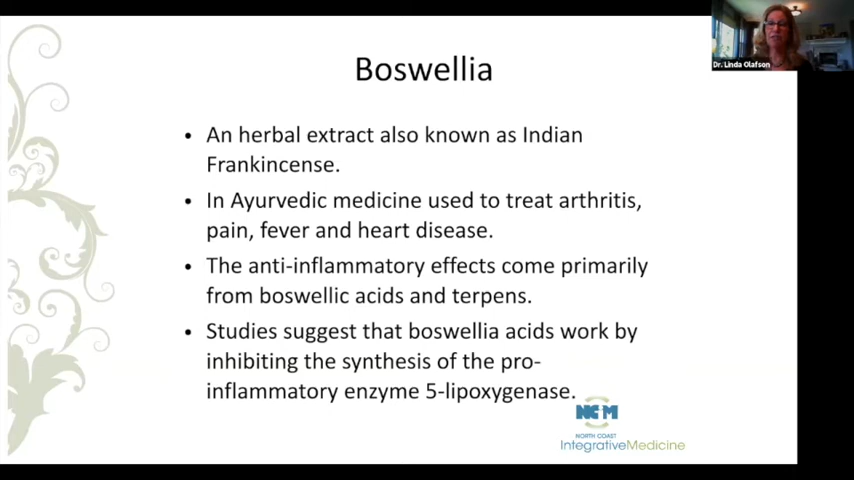 Dr. Linda Olafson
Boswellia
• An herbal extract also known as Indian
Frankincense.
• In Ayurvedic medicine used to treat arthritis,
pain, fever and heart disease.
• The anti-inflammatory effects come primarily
from boswellic acids and terpens.
• Studies suggest that boswellia acids work by
inhibiting the synthesis of the pro-
inflammatory enzyme 5-lipoxygenase.
NCIM
NORTH COAST
IntegrativeMedicine